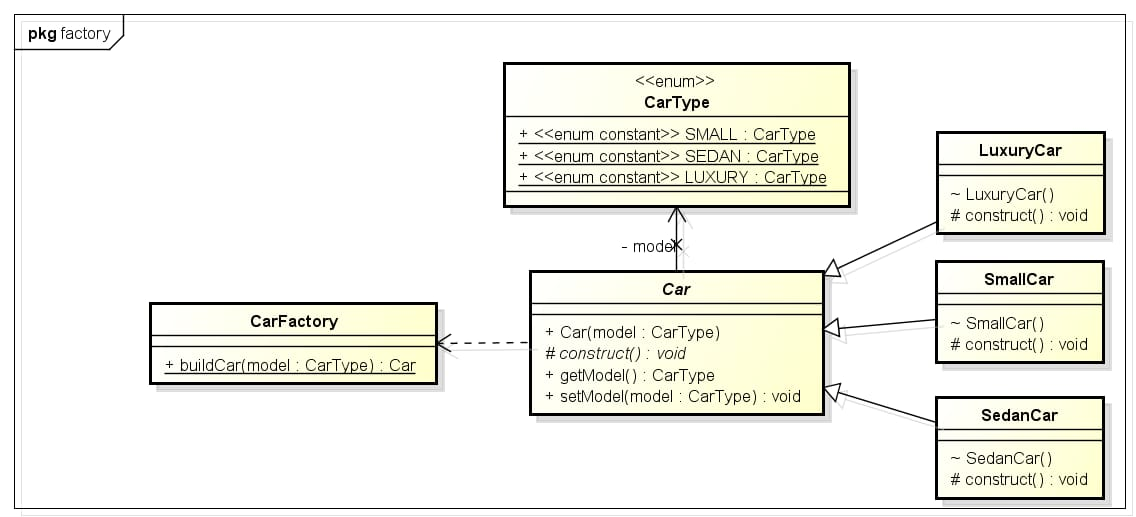 pkg factory
<<enum>>
CarType
+ <<enum constant>> SMALL : CarType
+ <<enum constant>> SEDAN : CarType
+ <<enum constant>> LUXURY : CarType
- model
Car
+ Car(model : CarType)
# construct() : void
+ getModel() : CarType
+ setModel(model : CarType) : void
CarFactory
+ buildCar(model : CarType) : Car
LuxuryCar
~ LuxuryCar()
# construct() : void
SmallCar
~ SmallCar()
# construct() : void
SedanCar
~ SedanCar()
# construct() : void